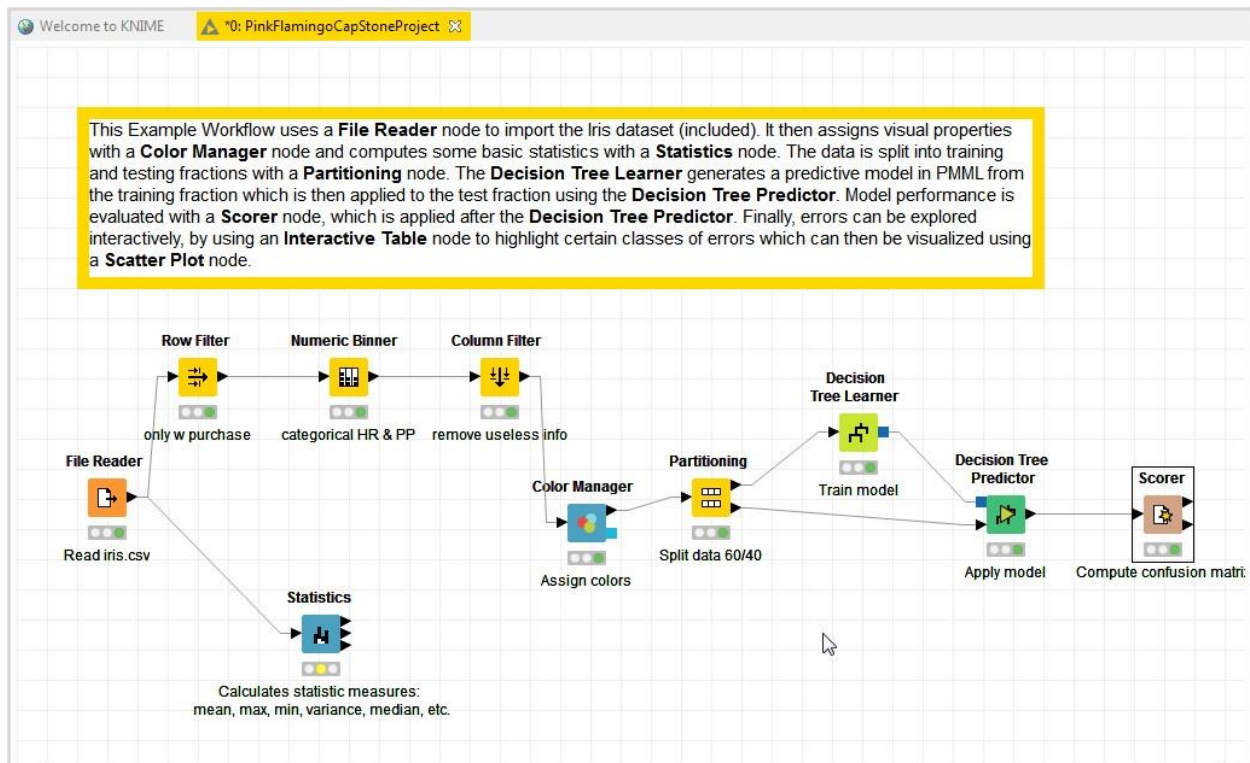 Welcome to KNIME
*0: PinkFlamingoCapStoneProject
This Example Workflow uses a File Reader node to import the Iris dataset (included). It then assigns visual properties
with a Color Manager node and computes some basic statistics with a Statistics node. The data is split into training
and testing fractions with a Partitioning node. The Decision Tree Learner generates a predictive model in PMML from
the training fraction which is then applied to the test fraction using the Decision Tree Predictor. Model performance is
evaluated with a Scorer node, which is applied after the Decision Tree Predictor. Finally, errors can be explored
interactively, by using an Interactive Table node to highlight certain classes of errors which can then be visualized using
a Scatter Plot node.
Row Filter
only w purchase
Numeric Binner
categorical HR & PP
Column Filter
remove useless info
File Reader
Read iris.csv
Statistics
Calculates statistic measures:
mean, max, min, variance, median, etc.
Color Manager
Assign colors
Partitioning
Split data 60/40
Decision
Tree Learner
Train model
Decision Tree
Predictor
Apply model
Scorer
Compute confusion matri